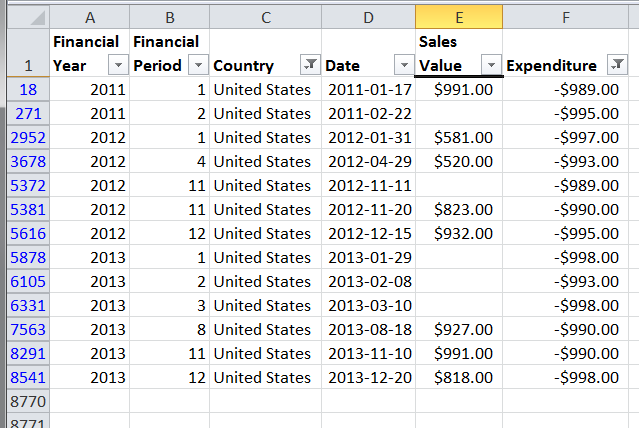 A B C D E F
Financial Financial Sales
1 Year Period Country Date Value Expenditure
18 2011 1 United States 2011-01-17 $991.00 -$989.00
271 2011 2 United States 2011-02-22 -$995.00
2952 2012 1 United States 2012-01-31 $581.00 -$997.00
3678 2012 4 United States 2012-04-29 $520.00 -$993.00
5372 2012 11 United States 2012-11-11 -$989.00
5381 2012 11 United States 2012-11-20 $823.00 -$990.00
5616 2012 12 United States 2012-12-15 $932.00 -$995.00
5878 2013 1 United States 2013-01-29 -$998.00
6105 2013 2 United States 2013-02-08 -$993.00
6331 2013 3 United States 2013-03-10 -$998.00
7563 2013 8 United States 2013-08-18 $927.00 -$990.00
8291 2013 11 United States 2013-11-10 $991.00 -$990.00
8541 2013 12 United States 2013-12-20 $818.00 -$998.00
8770
8771